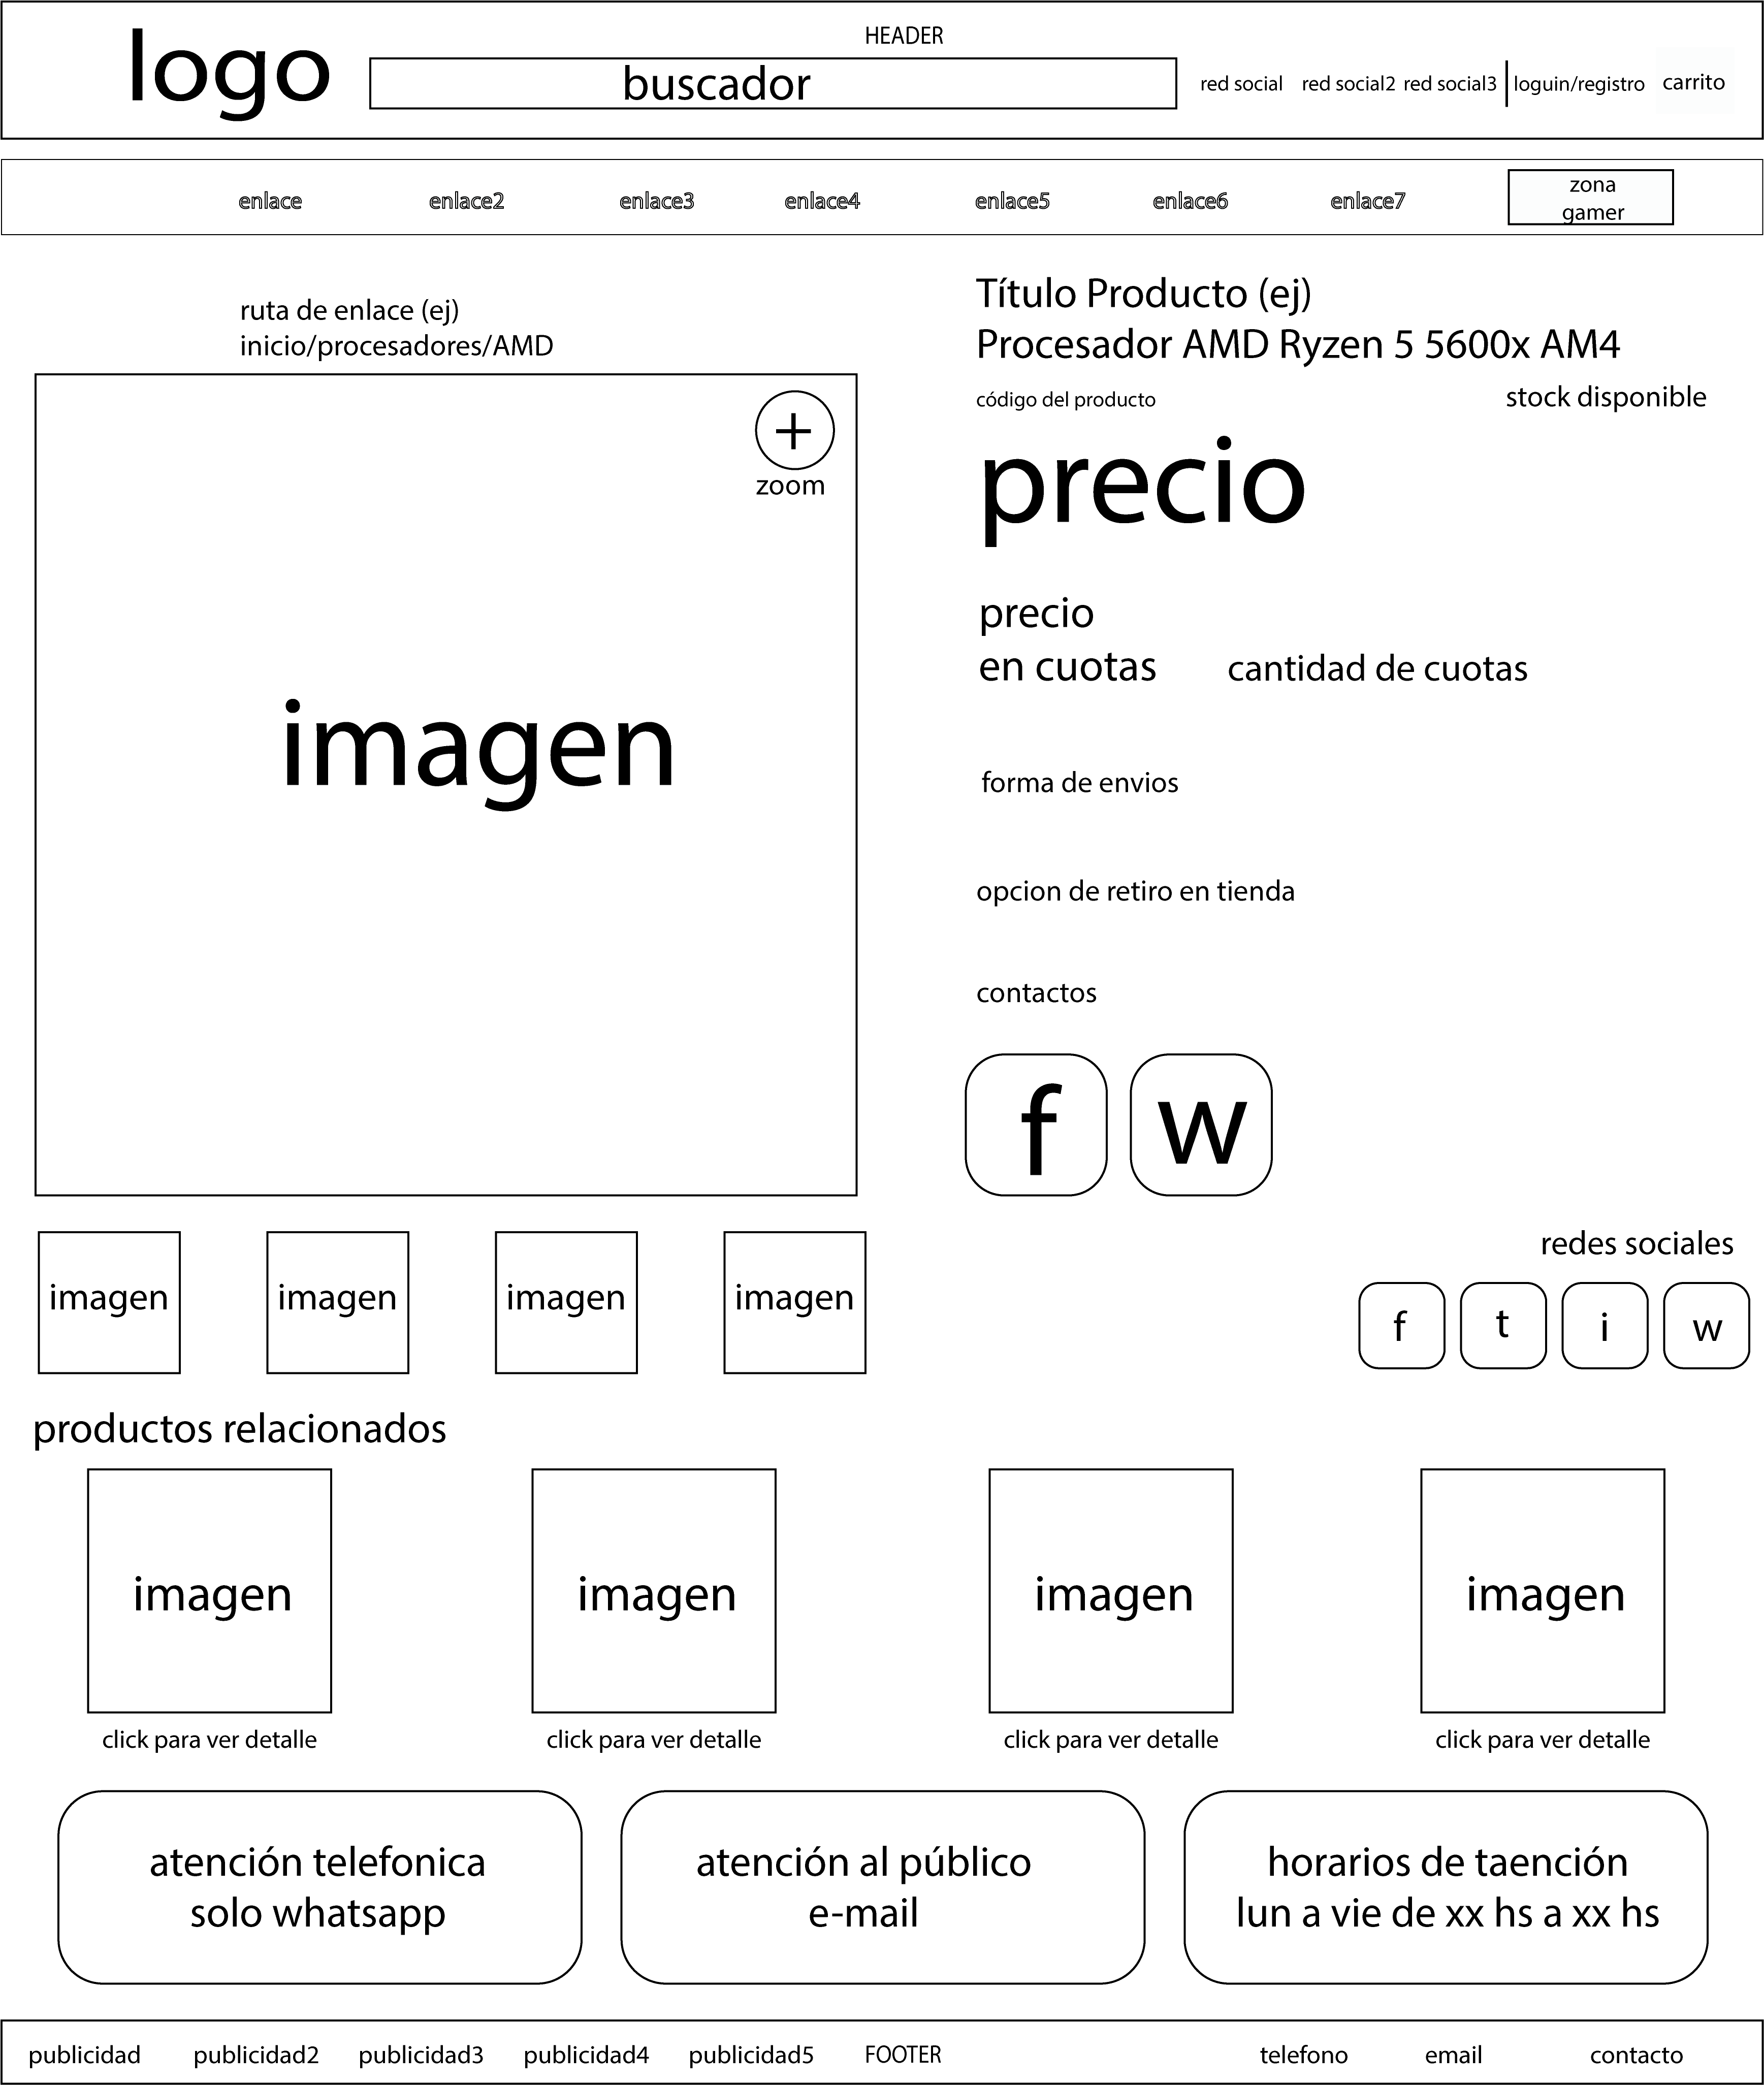 HEADER
logo
buscador
red social
red social2
red social3
loguin/registro
carrito
enlace
enlace2
enlace3
enlace4
enlace5
enlace6
enlace7
zona
gamer
ruta de enlace (ej)
inicio/procesadores/AMD
+
zoom
imagen
Título Producto (ej)
Procesador AMD Ryzen 5 5600x AM4
código del producto
stock disponible
precio
precio
en cuotas
cantidad de cuotas
forma de envios
opcion de retiro en tienda
contactos
f
w
imagen
imagen
imagen
imagen
redes sociales
f
t
i
w
productos relacionados
imagen
imagen
imagen
imagen
click para ver detalle
click para ver detalle
click para ver detalle
click para ver detalle
atención telefonica
solo whatsapp
atención al público
e-mail
horarios de taención
lun a vie de xx hs a xx hs
publicidad
publicidad2
publicidad3
publicidad4
publicidad5
FOOTER
telefono
email
contacto